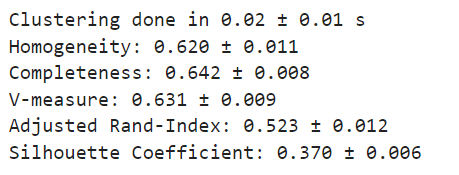 Clustering done in 0.02 ± 0.01 s
Homogeneity: 0.620 ± 0.011
Completeness: 0.642 ± 0.008
V-measure: 0.631 ± 0.009
Adjusted Rand-Index: 0.523 ± 0.012
Silhouette Coefficient: 0.370 ± 0.006